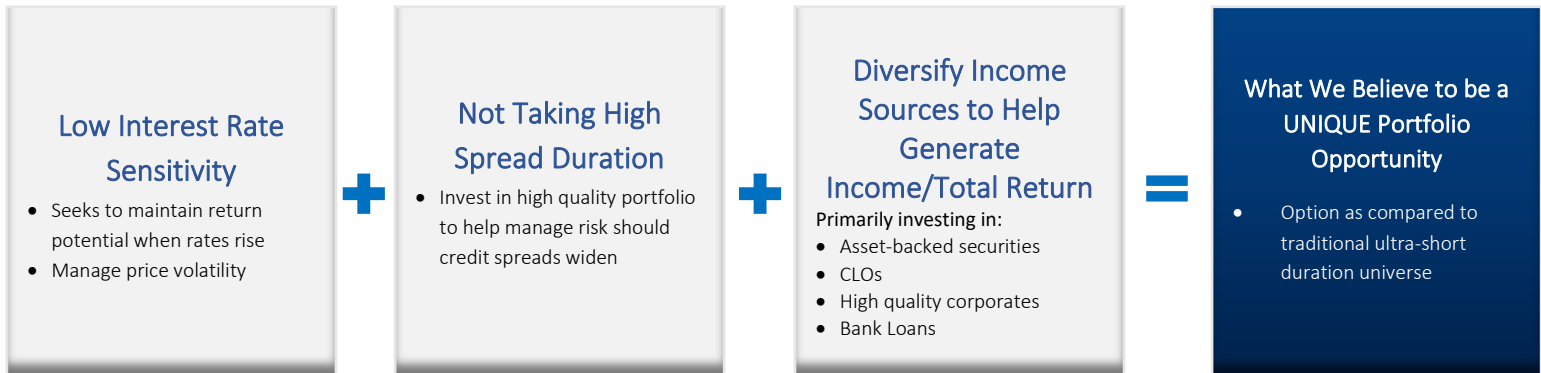 Low Interest Rate
Sensitivity
• Seeks to maintain return
potential when rates rise
• Manage price volatility
Not Taking High
Spread Duration
• Invest in high quality portfolio
to help manage risk should
credit spreads widen
Diversify Income
Sources to Help
Generate
Income/Total Return
Primarily investing in:
• Asset-backed securities
• CLOs
• High quality corporates
• Bank Loans
What We Believe to be a
UNIQUE Portfolio
Opportunity
• Option as compared to
traditional ultra-short
duration universe